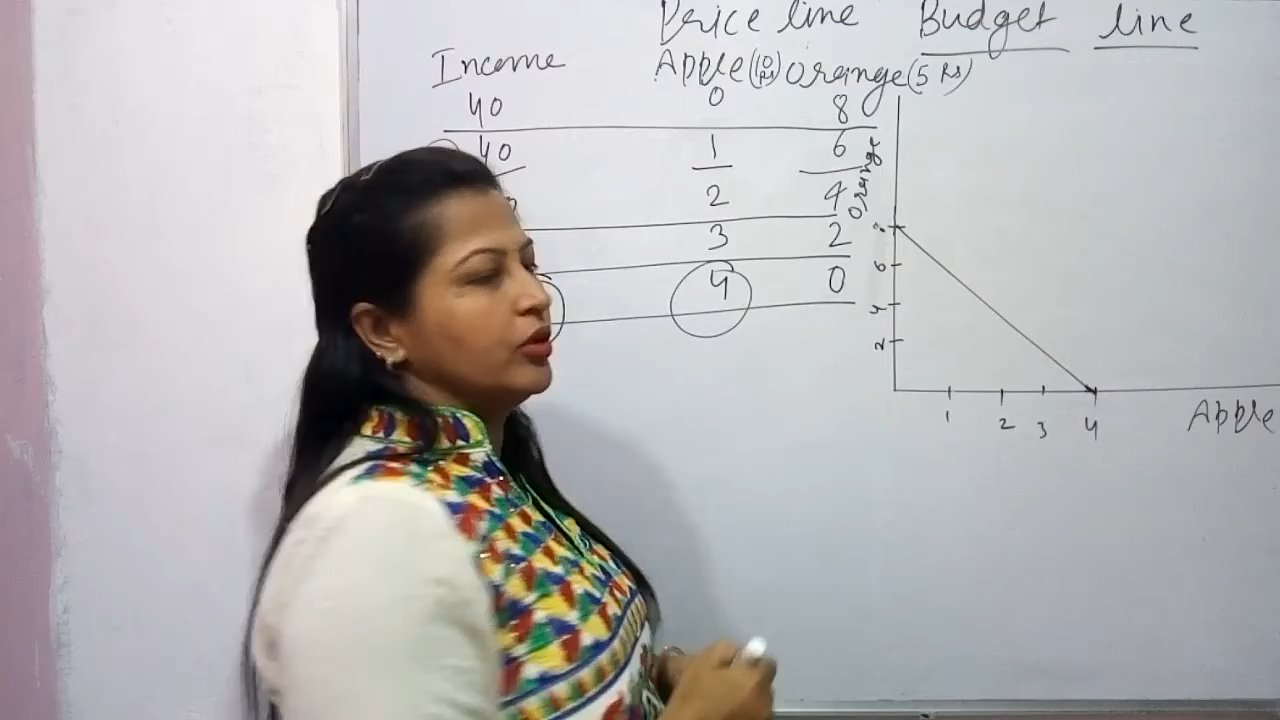 Price line Budget line
Income Apple (10 Rs) Orange (5 Rs)
40 0 8
40 1 6
2 4
3 2
4 0
Orange
8
6
4
2
1 2 3 4
Apple